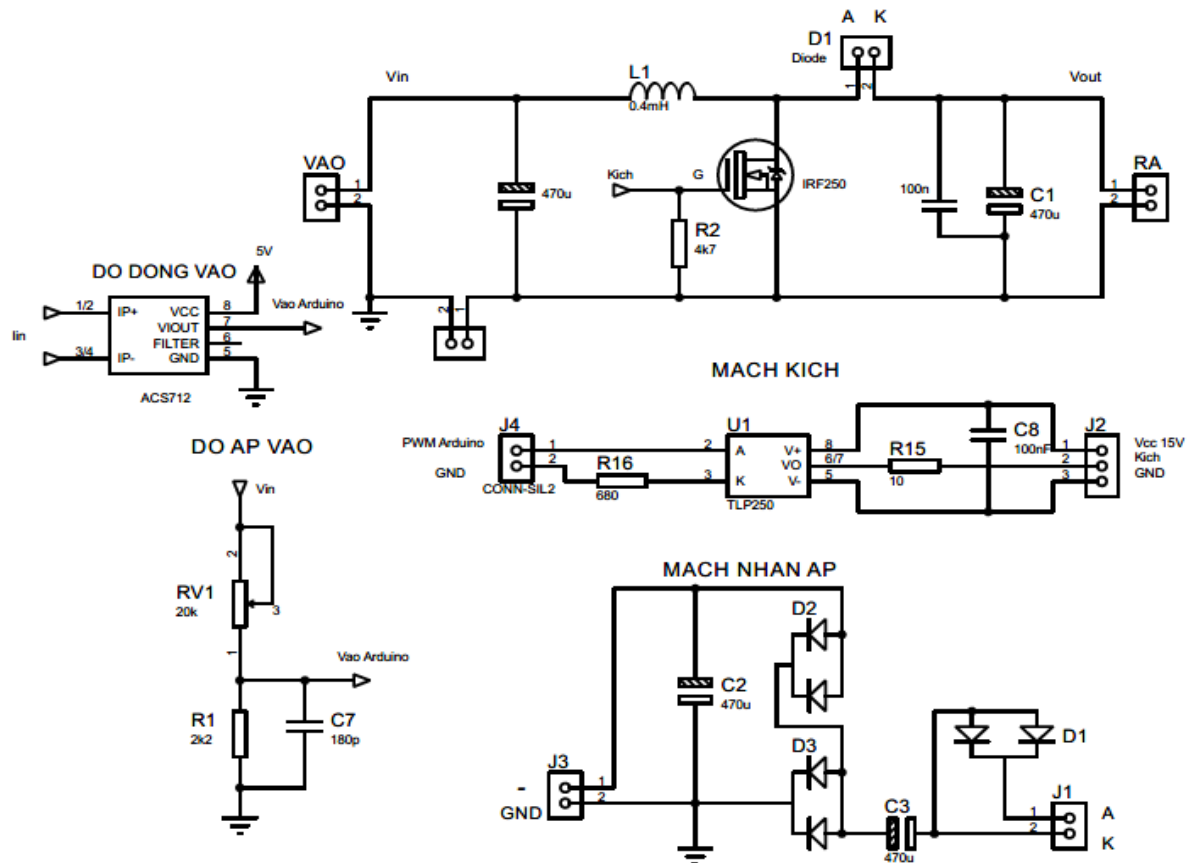 A K
D1
Diode
1
2
Vin
L1
0.4mH
Vout
VAO
1
2
470u
Kich
G
IRF250
R2
4k7
100n
C1
470u
RA
1
2
2
1
DO DONG VAO
5V
Iin
1/2
3/4
IP+
IP-
VCC
VIOUT
FILTER
GND
8
7
6
5
Vao Arduino
ACS712
MACH KICH
PWM Arduino
GND
J4
1
2
CONN-SIL2
R16
680
U1
2
3
A
K
V+
VO
V-
8
6/7
5
TLP250
R15
10
C8
100nF
J2
1
2
3
Vcc 15V
Kich
GND
DO AP VAO
Vin
2
RV1
20k
3
1
Vao Arduino
R1
2k2
C7
180p
MACH NHAN AP
D2
C2
470u
D3
J3
-
GND
1
2
C3
470u
D1
J1
1
2
A
K